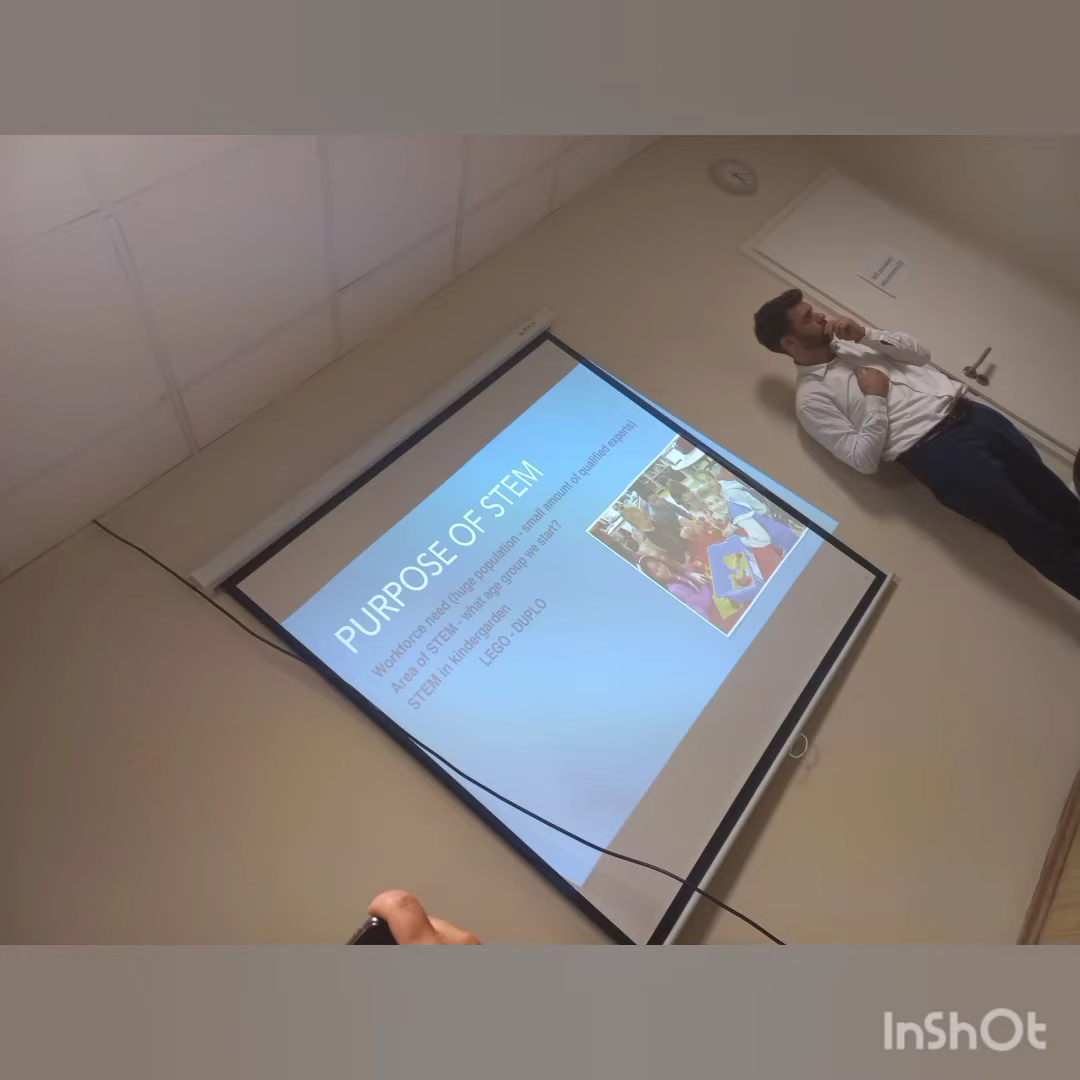 PURPOSE OF STEM
Workforce need (huge population - small amount of qualified experts)
Area of STEM - what age group we start?
STEM in kindergarden
LEGO - DUPLO
InShOt